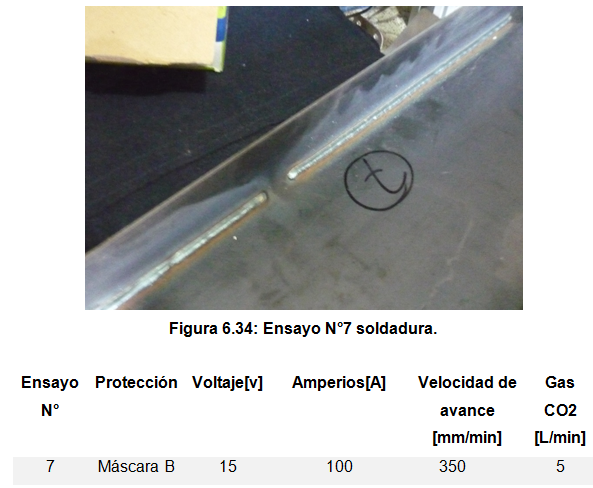 7
Figura 6.34: Ensayo N°7 soldadura.
Ensayo N° Protección Voltaje[v] Amperios[A] Velocidad de avance [mm/min] Gas CO2 [L/min]
7 Máscara B 15 100 350 5